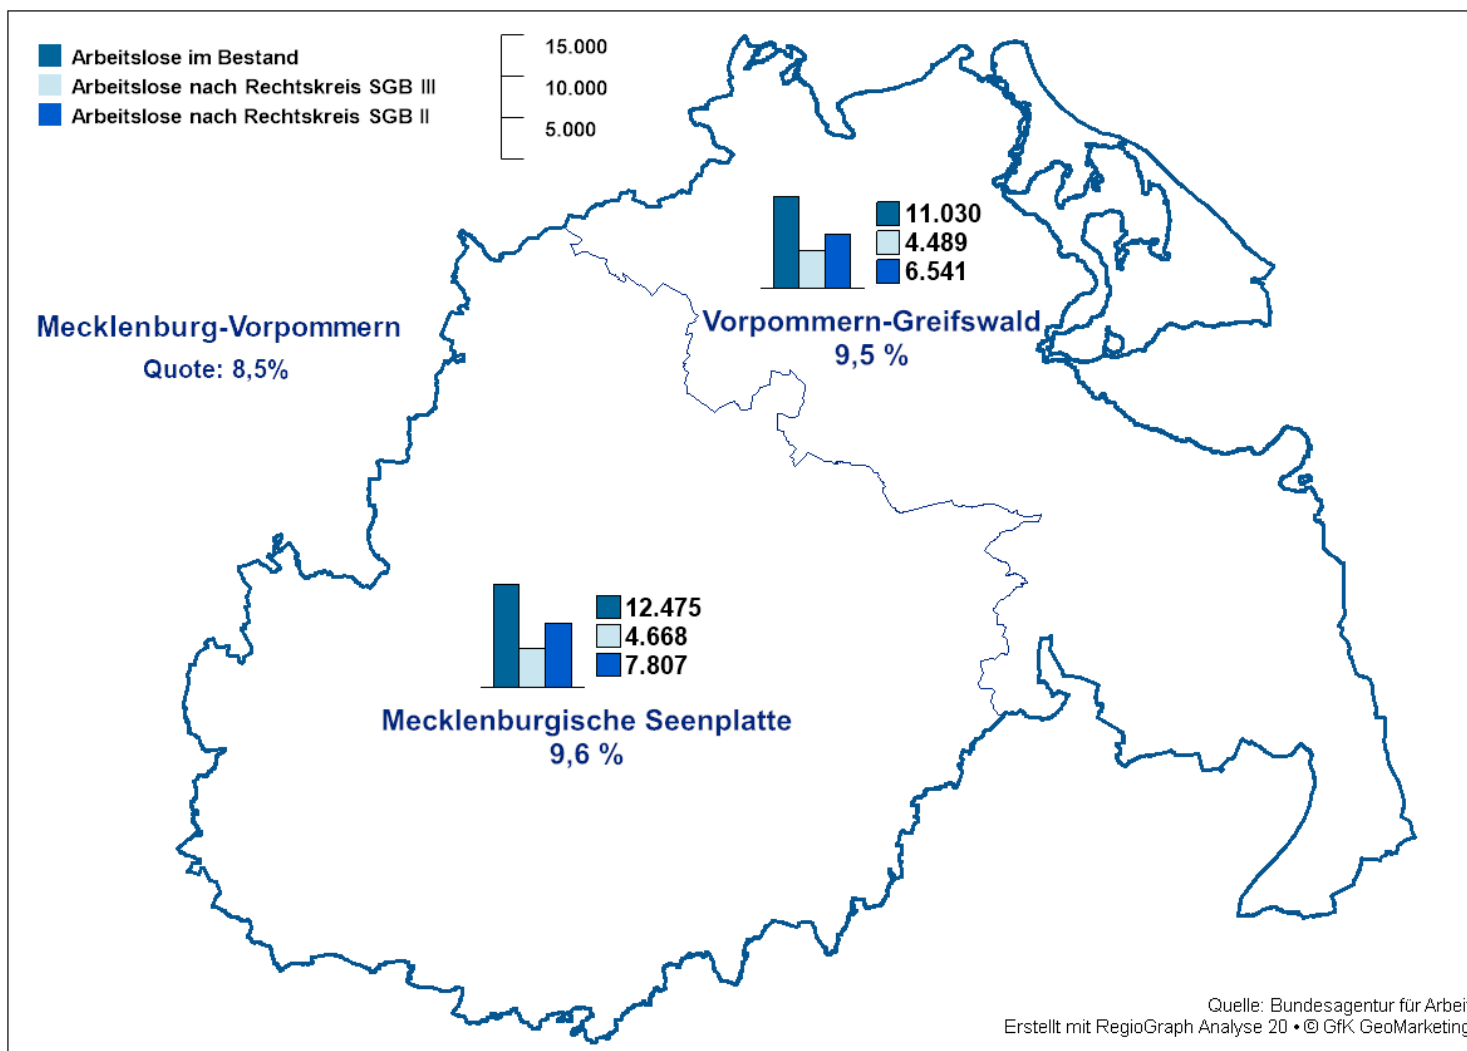 Arbeitslose im Bestand
Arbeitslose nach Rechtskreis SGB III
Arbeitslose nach Rechtskreis SGB II
15.000
10.000
5.000
11.030
4.489
6.541
Vorpommern-Greifswald
9,5 %
Mecklenburg-Vorpommern
Quote: 8,5%
12.475
4.668
7.807
Mecklenburgische Seenplatte
9,6 %
Quelle: Bundesagentur für Arbeit
Erstellt mit RegioGraph Analyse 20 • © GfK GeoMarketing